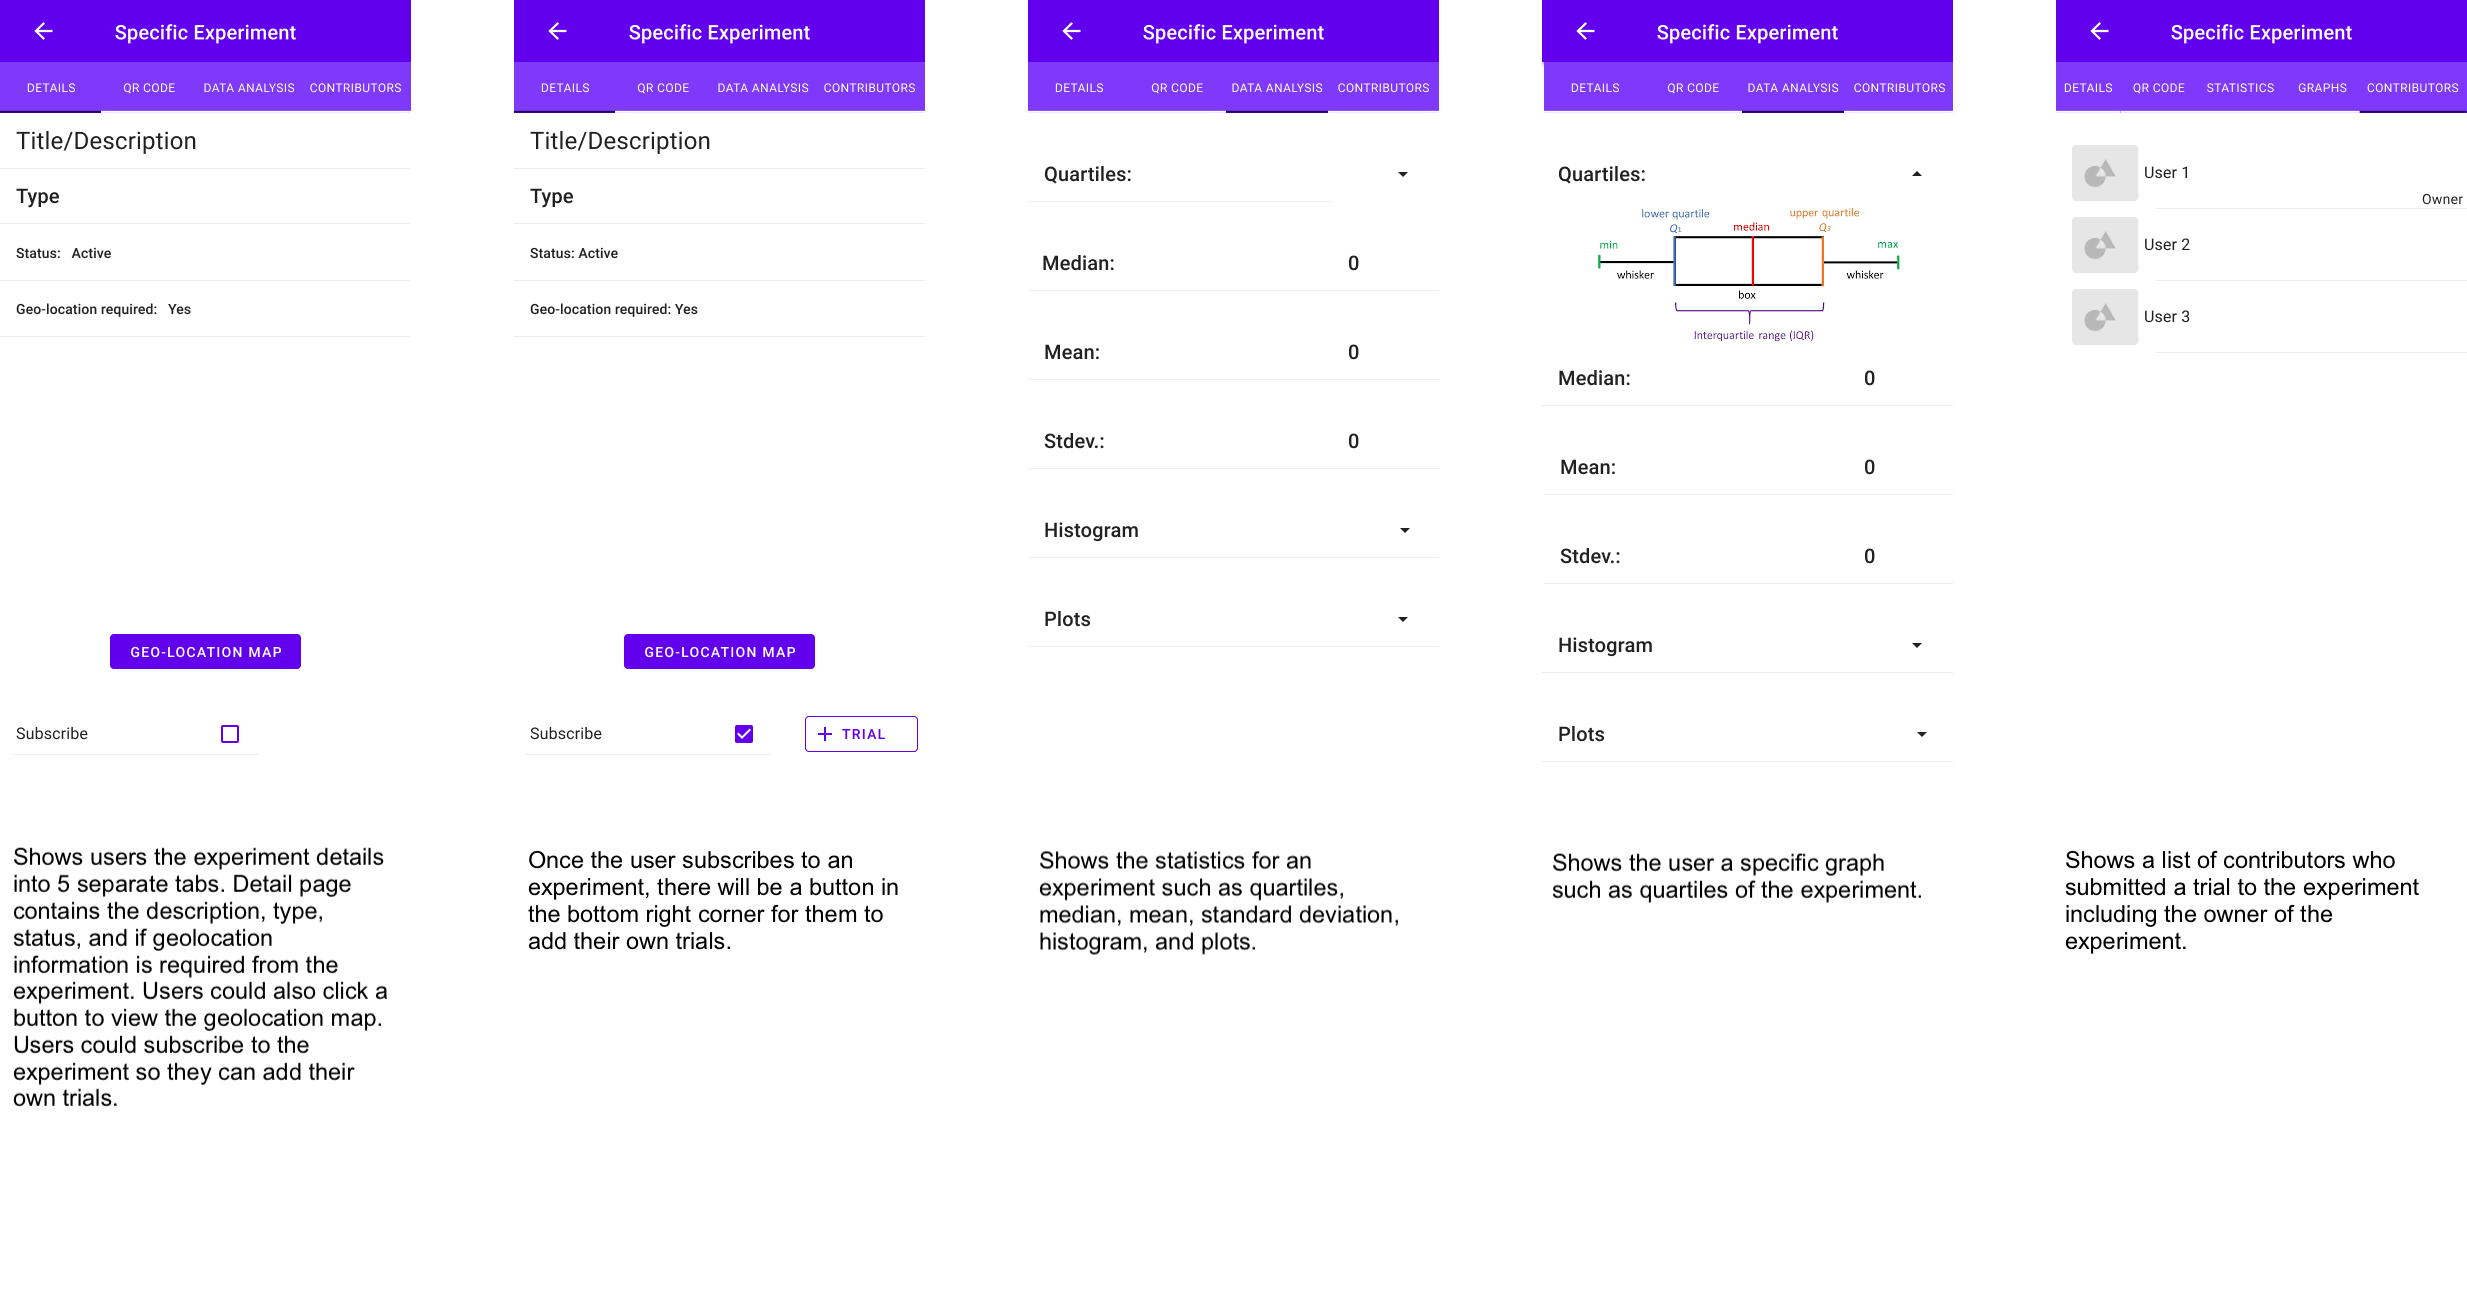 Specific Experiment
DETAILS QR CODE DATA ANALYSIS CONTRIBUTORS
Title/Description
Type
Status: Active
Geo-location required: Yes
GEO-LOCATION MAP
Subscribe
Shows users the experiment details
into 5 separate tabs. Detail page
contains the description, type,
status, and if geolocation
information is required from the
experiment. Users could also click a
button to view the geolocation map.
Users could subscribe to the
experiment so they can add their
own trials.
Specific Experiment
DETAILS QR CODE DATA ANALYSIS CONTRIBUTORS
Title/Description
Type
Status: Active
Geo-location required: Yes
GEO-LOCATION MAP
Subscribe + TRIAL
Once the user subscribes to an
experiment, there will be a button in
the bottom right corner for them to
add their own trials.
Specific Experiment
DETAILS QR CODE DATA ANALYSIS CONTRIBUTORS
Quartiles:
Median: 0
Mean: 0
Stdev.: 0
Histogram
Plots
Shows the statistics for an
experiment such as quartiles,
median, mean, standard deviation,
histogram, and plots.
Specific Experiment
DETAILS QR CODE DATA ANALYSIS CONTRIBUTORS
Quartiles:
lower quartile upper quartile
Q1 median Q3
min max
whisker whisker
box
Interquartile range (IQR)
Median: 0
Mean: 0
Stdev.: 0
Histogram
Plots
Shows the user a specific graph
such as quartiles of the experiment.
Specific Experiment
DETAILS QR CODE STATISTICS GRAPHS CONTRIBUTORS
User 1
Owner
User 2
User 3
Shows a list of contributors who
submitted a trial to the experiment
including the owner of the
experiment.